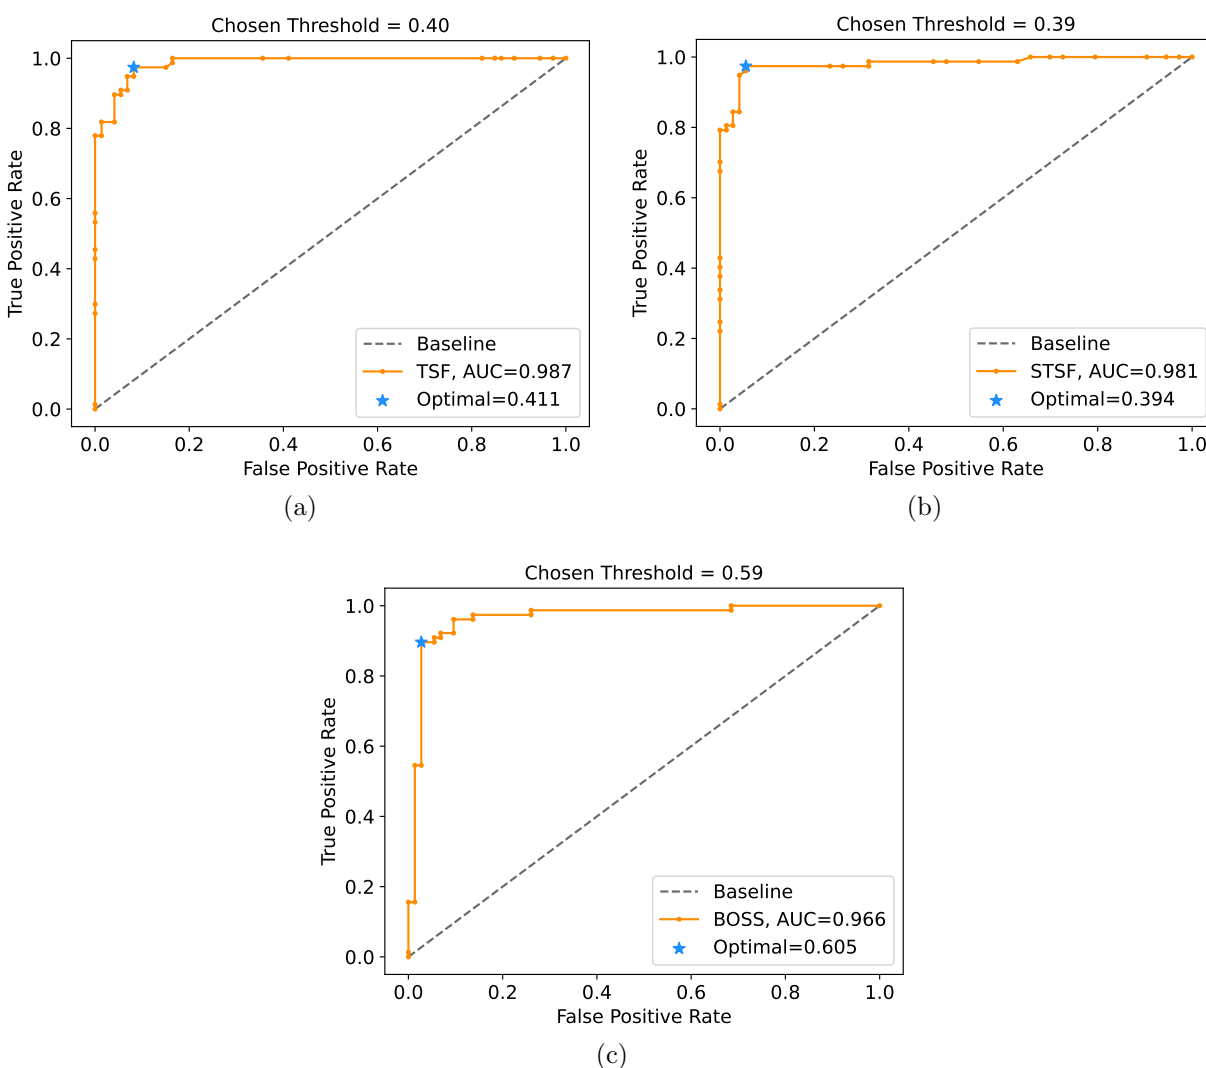 Chosen Threshold = 0.40
1.0
0.8
0.6
0.4
0.2
0.0
True Positive Rate
Baseline
TSF, AUC=0.987
Optimal=0.411
0.0 0.2 0.4 0.6 0.8 1.0
False Positive Rate
(a)
Chosen Threshold = 0.39
1.0
0.8
0.6
0.4
0.2
0.0
True Positive Rate
Baseline
STSF, AUC=0.981
Optimal=0.394
0.0 0.2 0.4 0.6 0.8 1.0
False Positive Rate
(b)
Chosen Threshold = 0.59
1.0
0.8
0.6
0.4
0.2
0.0
True Positive Rate
Baseline
BOSS, AUC=0.966
Optimal=0.605
0.0 0.2 0.4 0.6 0.8 1.0
False Positive Rate
(c)